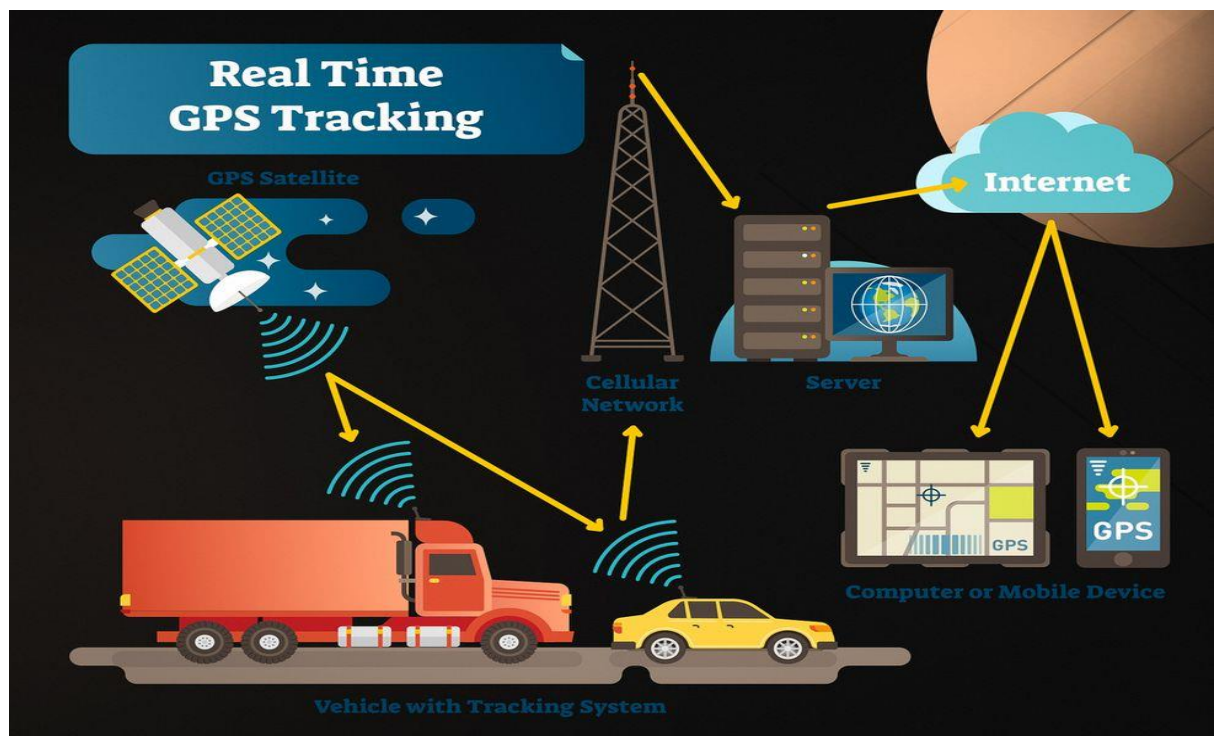 Real Time
GPS Tracking
GPS Satellite
Internet
Cellular
Network
Server
GPS
GPS
Computer or Mobile Device
Vehicle with Tracking System